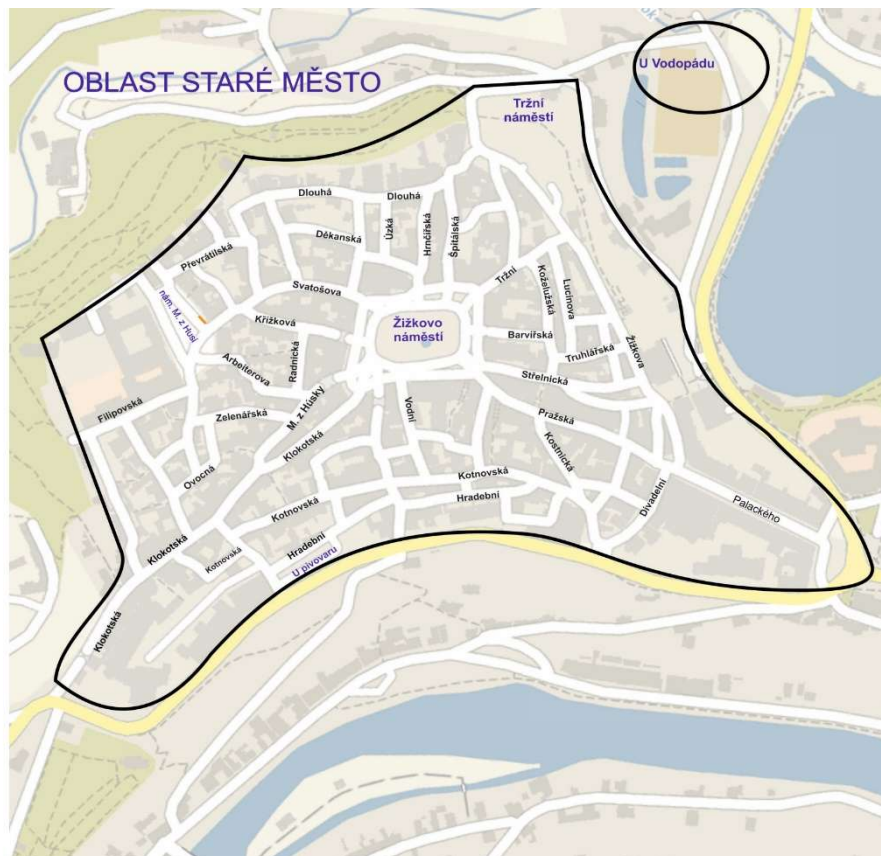 U Vodopádu
OBLAST STARÉ MĚSTO
Tržní
náměstí
Dlouhá
Dlouhá
Úzká
Hrnčířská
Špitálská
Děkanská
Převrátilská
Tržní
Koželužská
Lucínova
Svatošova
nám. M. z Husi
Křížková
Žižkovo
náměstí
Barvířská
Truhlářská
Žižkova
Arbeiterova
Radnická
Střelnická
M. z Húsky
Vodní
Filipovská
Zelenářská
Pražská
Klokotská
Kostnická
Ovocná
Kotnovská
Hradební
Divadelní
Palackého
Kotnovská
Klokotská
Kotnovská
Hradební
U pivovaru
Klokotská